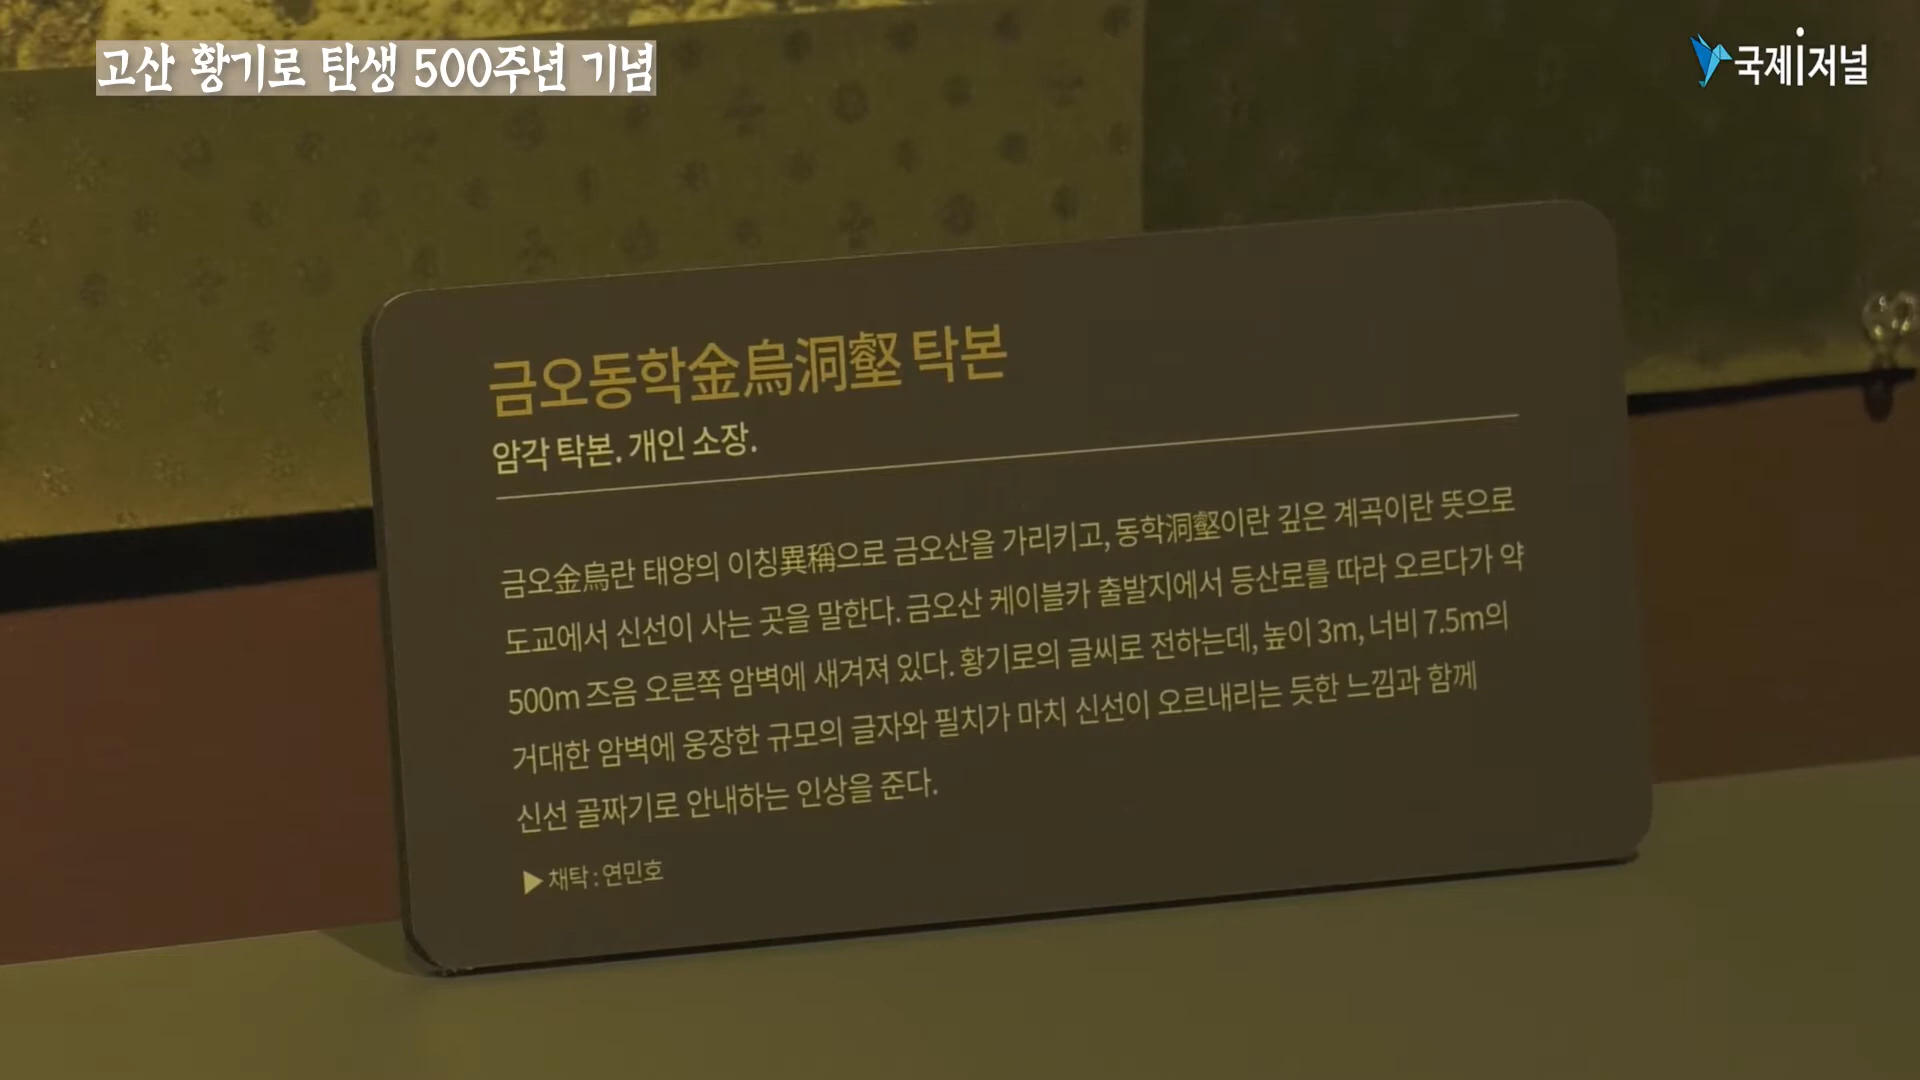 고산 황기로 탄생 500주년 기념
국제i저널
금오동학金烏洞壑 탁본
암각 탁본. 개인 소장.
금오金烏란 태양의 이칭異稱으로 금오산을 가리키고, 동학洞壑이란 깊은 계곡이란 뜻으로
도교에서 신선이 사는 곳을 말한다. 금오산 케이블카 출발지에서 등산로를 따라 오르다가 약
500m 즈음 오른쪽 암벽에 새겨져 있다. 황기로의 글씨로 전하는데, 높이 3m, 너비 7.5m의
거대한 암벽에 웅장한 규모의 글자와 필치가 마치 신선이 오르내리는 듯한 느낌과 함께
신선 골짜기로 안내하는 인상을 준다.
▶ 채탁 : 연민호